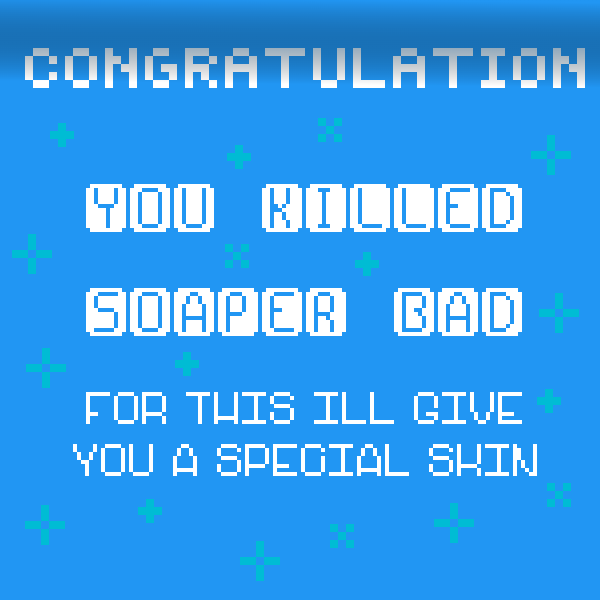 CONGRATULATION
YOU KILLED
SOAPER BAD
FOR THIS ILL GIVE
YOU A SPECIAL SKIN